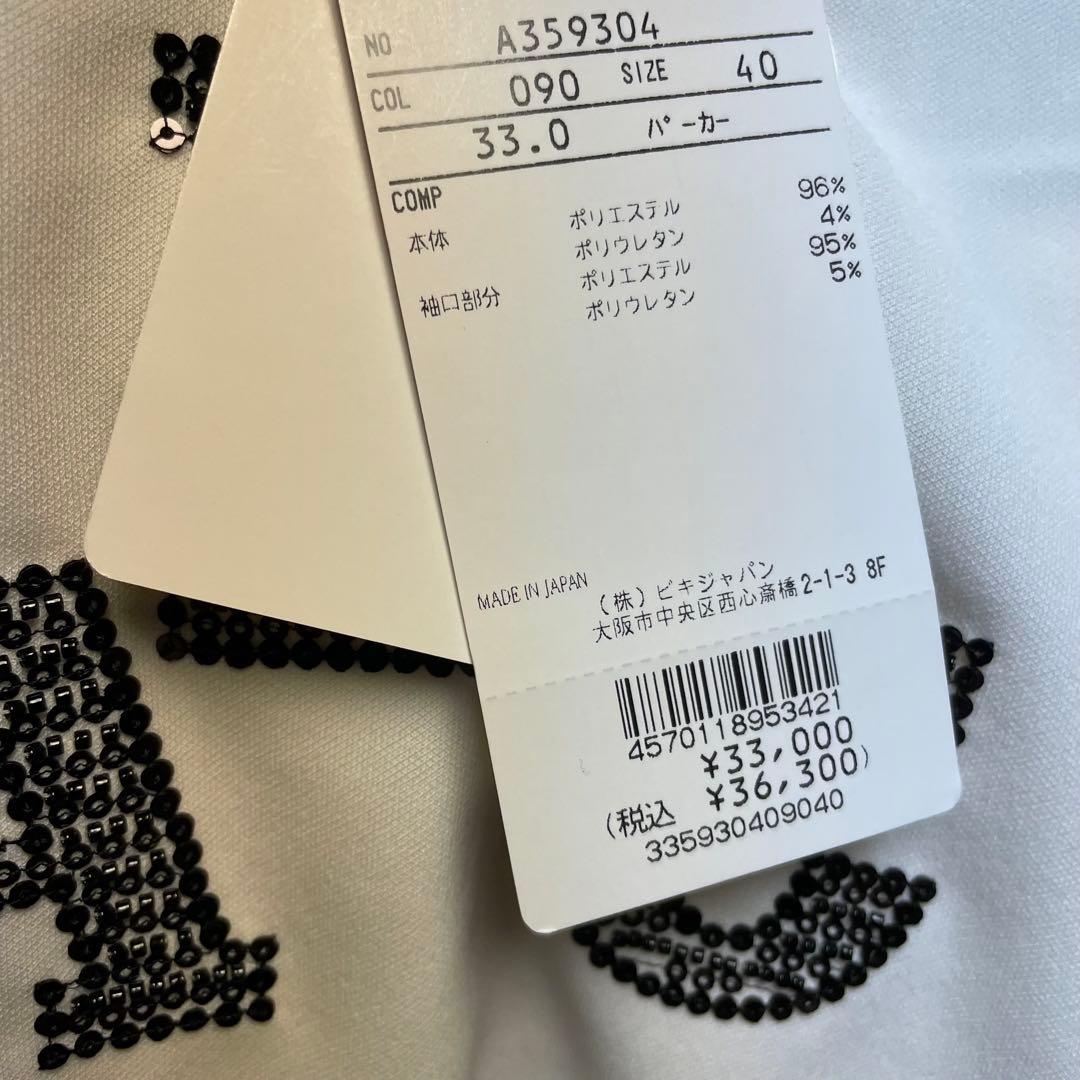 NO A359304
COL 090 SIZE 40
33.0 パーカー
COMP
本体 ポリエステル 96%
ポリウレタン 4%
袖口部分 ポリエステル 95%
ポリウレタン 5%
MADE IN JAPAN (株)ビキジャパン
大阪市中央区西心斎橋2-1-3 8F
4570118953421
¥33,000
(税込 ¥36,300)
335930409040